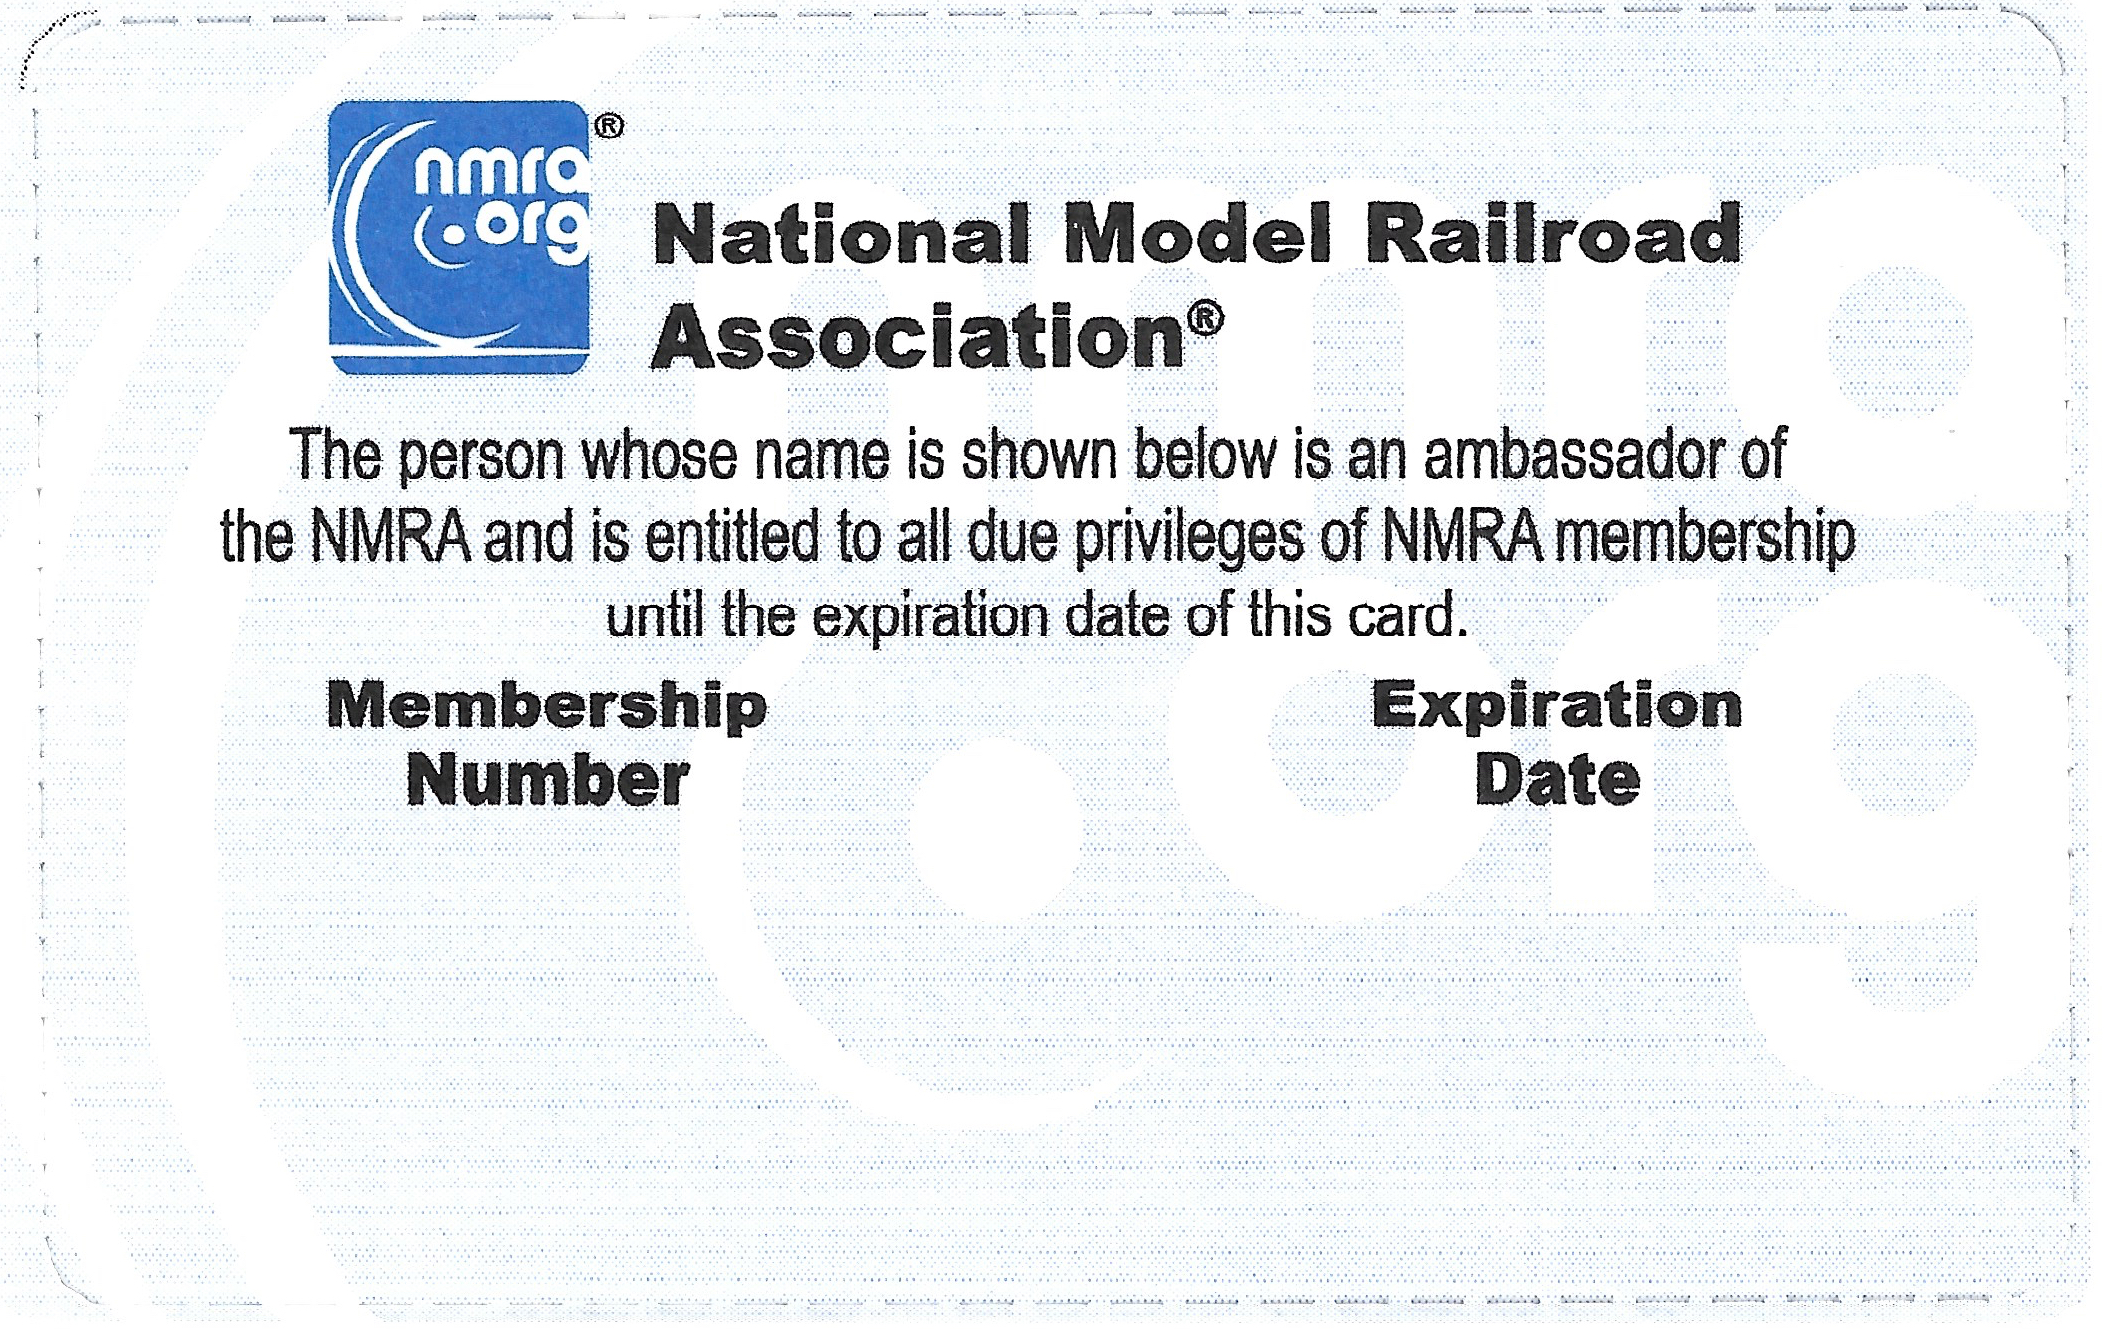 nmra
.org
®
National Model Railroad
Association®
The person whose name is shown below is an ambassador of
the NMRA and is entitled to all due privileges of NMRA membership
until the expiration date of this card.
Membership
Number
Expiration
Date
nmra
.org